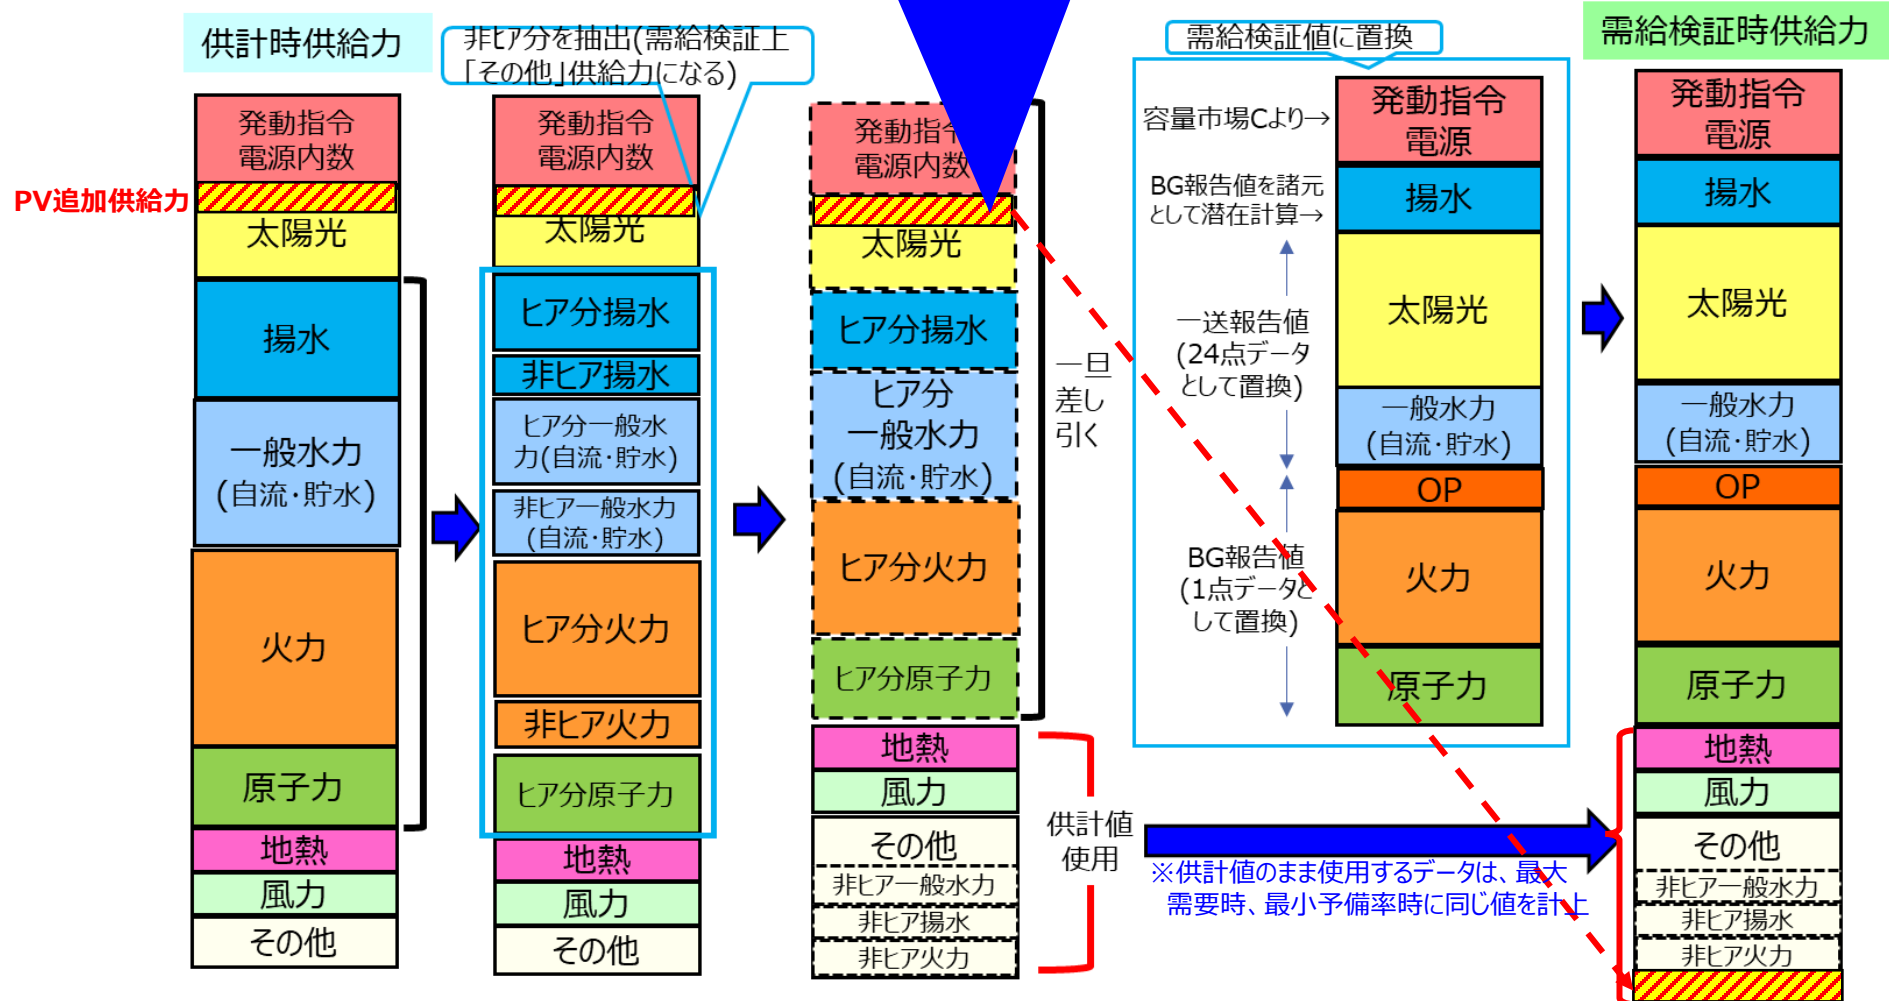 供計時供給力
非ヒア分を抽出(需給検証上
「その他」供給力になる)
発動指令
電源内数
PV追加供給力
太陽光
揚水
一般水力
(自流・貯水)
火力
原子力
地熱
風力
その他
発動指令
電源内数
太陽光
ヒア分揚水
非ヒア揚水
ヒア分一般水
力(自流・貯水)
非ヒア一般水力
(自流・貯水)
ヒア分火力
非ヒア火力
ヒア分原子力
地熱
風力
その他
発動指令
電源内数
太陽光
ヒア分揚水
ヒア分
一般水力
(自流・貯水)
ヒア分火力
ヒア分原子力
一旦
差し
引く
地熱
風力
その他
非ヒア一般水力
非ヒア揚水
非ヒア火力
供計値
使用
需給検証値に置換
容量市場Cより→
BG報告値を諸元
として潜在計算→
一送報告値
(24点データ
として置換)
BG報告値
(1点データと
して置換)
発動指令
電源
揚水
太陽光
一般水力
(自流・貯水)
OP
火力
原子力
※供計値のまま使用するデータは、最大
需要時、最小予備率時に同じ値を計上
需給検証時供給力
発動指令
電源
揚水
太陽光
一般水力
(自流・貯水)
OP
火力
原子力
地熱
風力
その他
非ヒア一般水力
非ヒア揚水
非ヒア火力